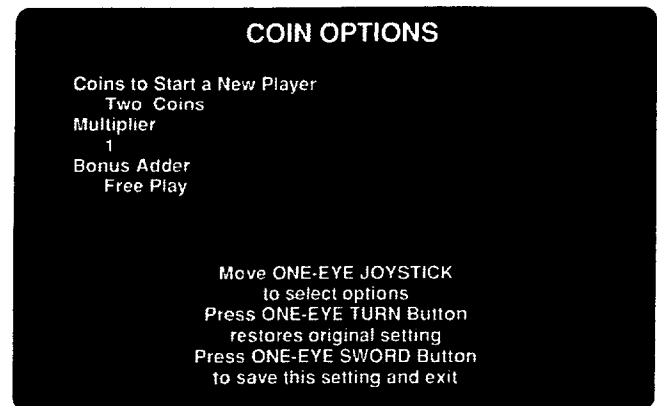 COIN OPTIONS
Coins to Start a New Player
Two Coins
Multiplier
1
Bonus Adder
Free Play
Move ONE-EYE JOYSTICK
to select options
Press ONE-EYE TURN Button
restores original setting
Press ONE-EYE SWORD Button
to save this setting and exit